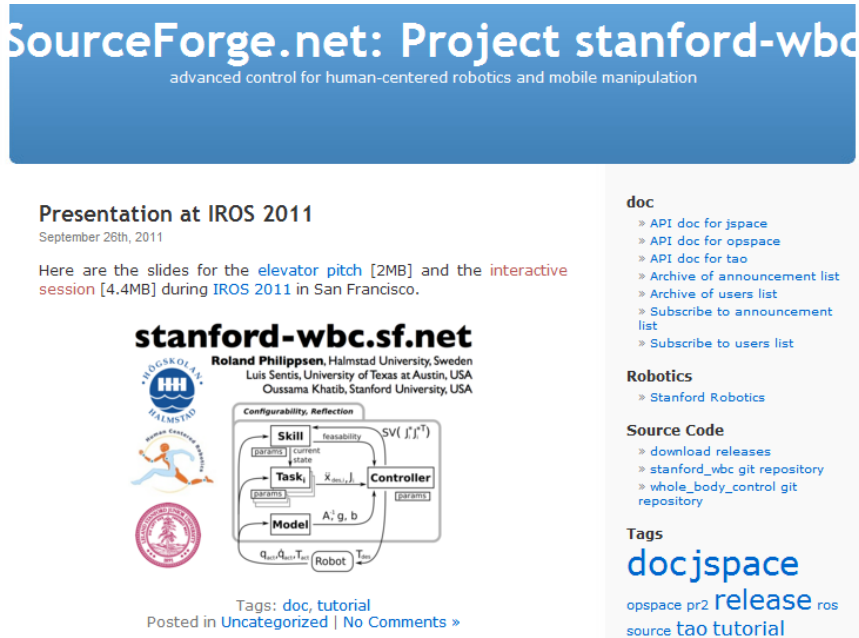 SourceForge.net: Project stanford-wbc
advanced control for human-centered robotics and mobile manipulation
Presentation at IROS 2011
September 26th, 2011
Here are the slides for the elevator pitch [2MB] and the interactive
session [4.4MB] during IROS 2011 in San Francisco.
stanford-wbc.sf.net
Roland Philippsen, Halmstad University, Sweden
Luis Sentis, University of Texas at Austin, USA
Oussama Khatib, Stanford University, USA
HÖGSKOLAN
HALMSTAD
Human Centered Robotics
Configurability, Reflection
Skill
feasability
params
current
state
Task_i
Controller
params
params
Model
A⁻¹, g, b
Robot
Tags: doc, tutorial
Posted in Uncategorized | No Comments »
doc
» API doc for jspace
» API doc for opspace
» API doc for tao
» Archive of announcement list
» Archive of users list
» Subscribe to announcement
list
» Subscribe to users list
Robotics
» Stanford Robotics
Source Code
» download releases
» stanford_wbc git repository
» whole_body_control git
repository
Tags
doc jspace
opspace pr2 release ros
source tao tutorial